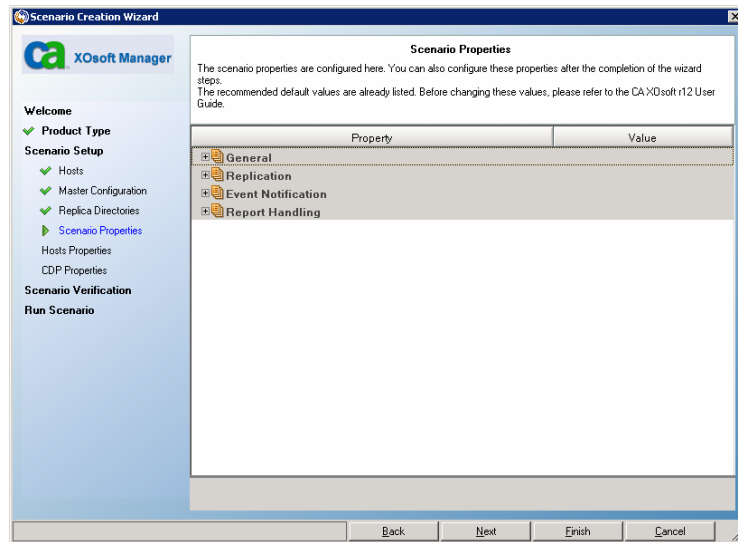 Scenario Creation Wizard
ca XOsoft Manager
Welcome
Product Type
Scenario Setup
Hosts
Master Configuration
Replica Directories
Scenario Properties
Hosts Properties
CDP Properties
Scenario Verification
Run Scenario
Scenario Properties
The scenario properties are configured here. You can also configure these properties after the completion of the wizard
steps.
The recommended default values are already listed. Before changing these values, please refer to the CA XOsoft r12 User
Guide.
Property Value
General
Replication
Event Notification
Report Handling
Back Next Finish Cancel